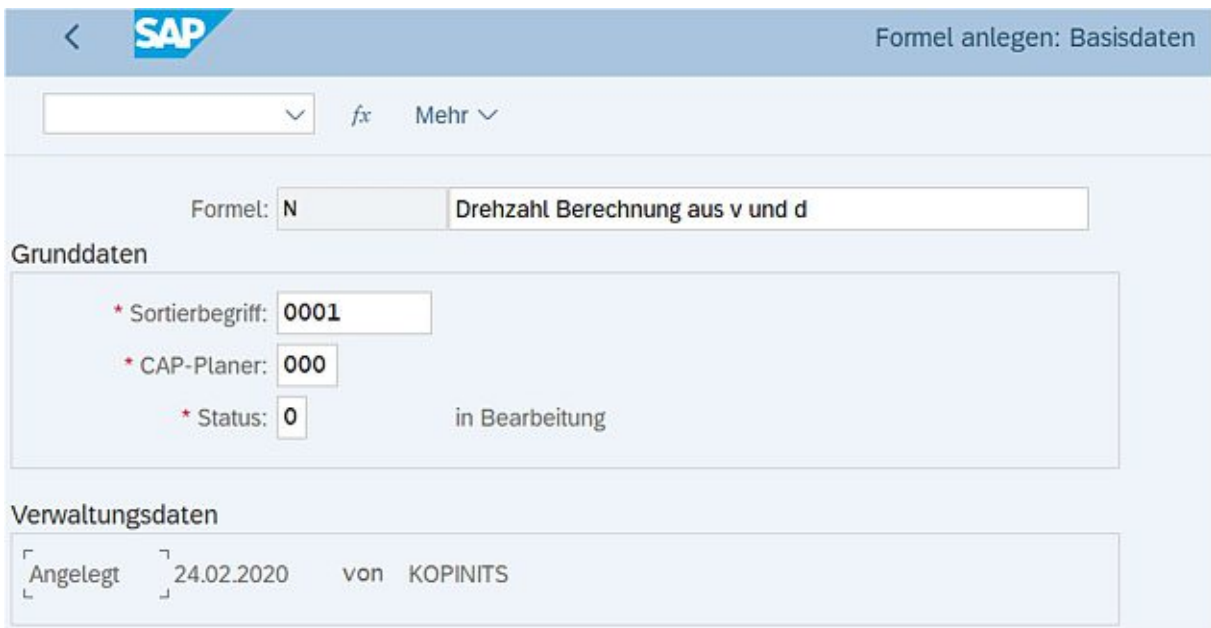 SAP Formel anlegen: Basisdaten
fx Mehr
Formel: N Drehzahl Berechnung aus v und d
Grunddaten
* Sortierbegriff: 0001
* CAP-Planer: 000
* Status: 0 in Bearbeitung
Verwaltungsdaten
Angelegt 24.02.2020 von KOPINITS